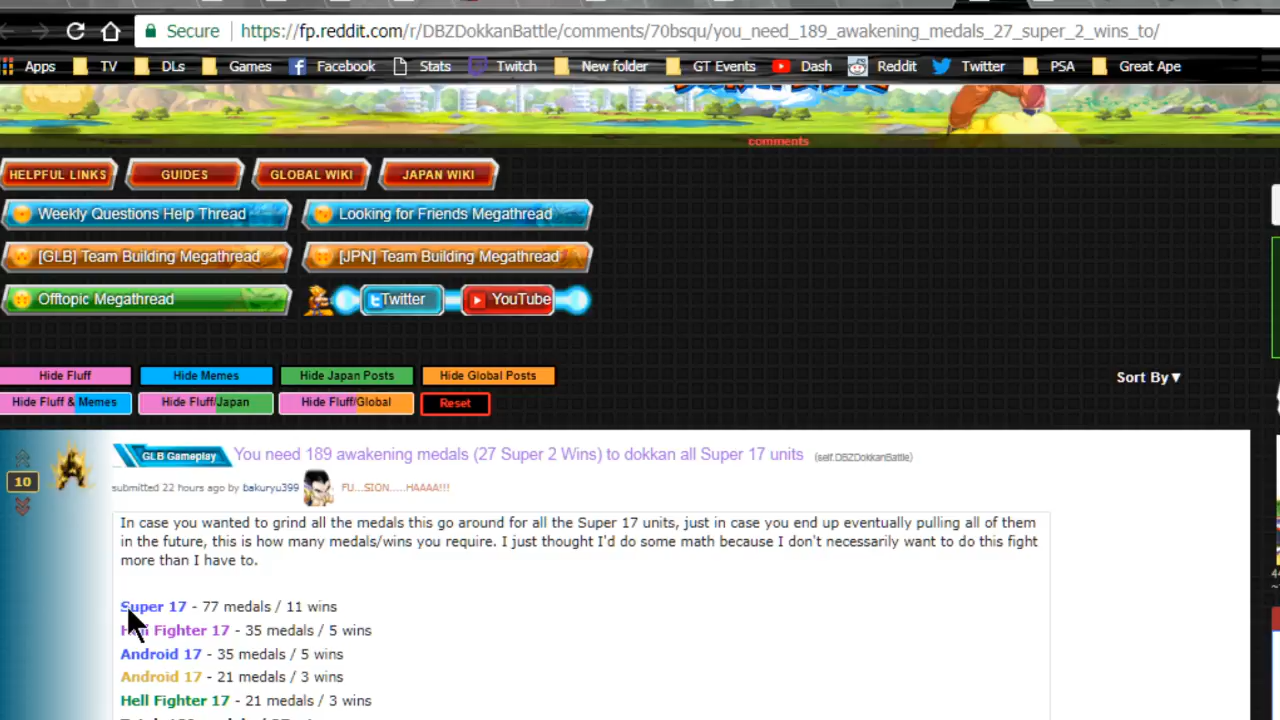 Secure https://fp.reddit.com/r/DBZDokkanBattle/comments/70bsqu/you_need_189_awakening_medals_27_super_2_wins_to/
Apps TV DLs Games Facebook Stats Twitch New folder GT Events Dash Reddit Twitter PSA Great Ape
comments
HELPFUL LINKS GUIDES GLOBAL WIKI JAPAN WIKI
Weekly Questions Help Thread Looking for Friends Megathread
[GLB] Team Building Megathread [JPN] Team Building Megathread
Offtopic Megathread Twitter YouTube
Hide Fluff Hide Memes Hide Japan Posts Hide Global Posts
Sort By▼
Hide Fluff & Memes Hide Fluff/Japan Hide Fluff/Global Reset
GLB Gameplay You need 189 awakening medals (27 Super 2 Wins) to dokkan all Super 17 units (self.DBZDokkanBattle)
10
submitted 22 hours ago by bakuryu399 FU...SION.....HAAAA!!!
In case you wanted to grind all the medals this go around for all the Super 17 units, just in case you end up eventually pulling all of them
in the future, this is how many medals/wins you require. I just thought I'd do some math because I don't necessarily want to do this fight
more than I have to.
Super 17 - 77 medals / 11 wins
Hell Fighter 17 - 35 medals / 5 wins
Android 17 - 35 medals / 5 wins
Android 17 - 21 medals / 3 wins
Hell Fighter 17 - 21 medals / 3 wins